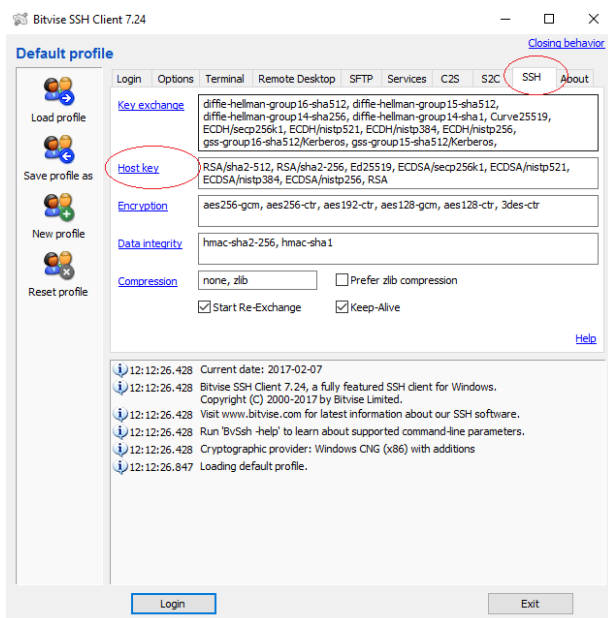 Bitvise SSH Client 7.24
Default profile
Closing behavior
Load profile
Save profile as
New profile
Reset profile
Login Options Terminal Remote Desktop SFTP Services C2S S2C SSH About
Key exchange
diffie-hellman-group16-sha512, diffie-hellman-group15-sha512,
diffie-hellman-group14-sha256, diffie-hellman-group14-sha1, Curve25519,
ECDH/secp256k1, ECDH/nistp521, ECDH/nistp384, ECDH/nistp256,
gss-group16-sha512/Kerberos, gss-group15-sha512/Kerberos,
Host key
RSA/sha2-512, RSA/sha2-256, Ed25519, ECDSA/secp256k1, ECDSA/nistp521,
ECDSA/nistp384, ECDSA/nistp256, RSA
Encryption
aes256-gcm, aes256-ctr, aes192-ctr, aes128-gcm, aes128-ctr, 3des-ctr
Data integrity
hmac-sha2-256, hmac-sha1
Compression
none, zlib
Prefer zlib compression
Start Re-Exchange
Keep-Alive
Help
12:12:26.428 Current date: 2017-02-07
12:12:26.428 Bitvise SSH Client 7.24, a fully featured SSH client for Windows.
Copyright (C) 2000-2017 by Bitvise Limited.
12:12:26.428 Visit www.bitvise.com for latest information about our SSH software.
12:12:26.428 Run 'BvSsh -help' to learn about supported command-line parameters.
12:12:26.428 Cryptographic provider: Windows CNG (x86) with additions
12:12:26.847 Loading default profile.
Login
Exit